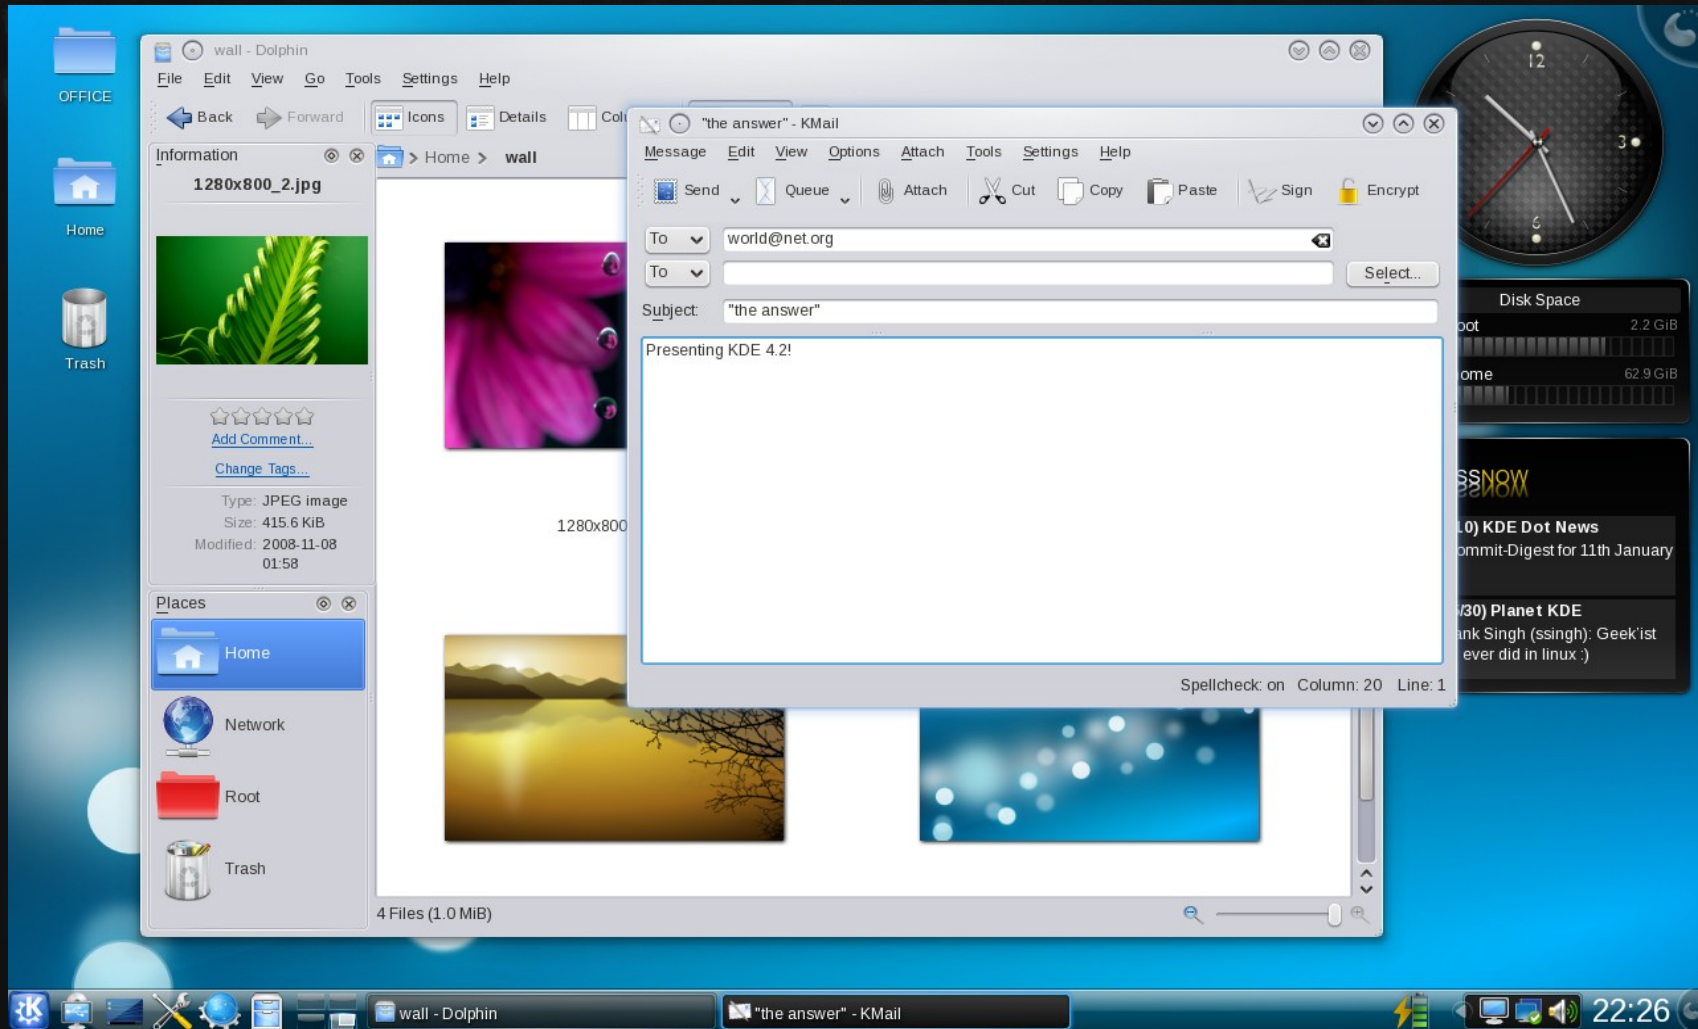 OFFICE
Home
Trash
wall - Dolphin
File Edit View Go Tools Settings Help
Back Forward Icons Details
Information
1280x800_2.jpg
Add Comment...
Change Tags...
Type: JPEG image
Size: 415.6 KiB
Modified: 2008-11-08
01:58
Places
Home
Network
Root
Trash
Home > wall
1280x800
4 Files (1.0 MiB)
"the answer" - KMail
Message Edit View Options Attach Tools Settings Help
Send Queue Attach Cut Copy Paste Sign Encrypt
To world@net.org
To Select...
Subject: "the answer"
Presenting KDE 4.2!
Spellcheck: on Column: 20 Line: 1
12
3
6
Disk Space
2.2 GiB
62.9 GiB
NOW
KDE Dot News
Digest for 11th January
Planet KDE
Singh (ssingh): Geek'ist
ever did in linux :)
wall - Dolphin
"the answer" - KMail
22:26